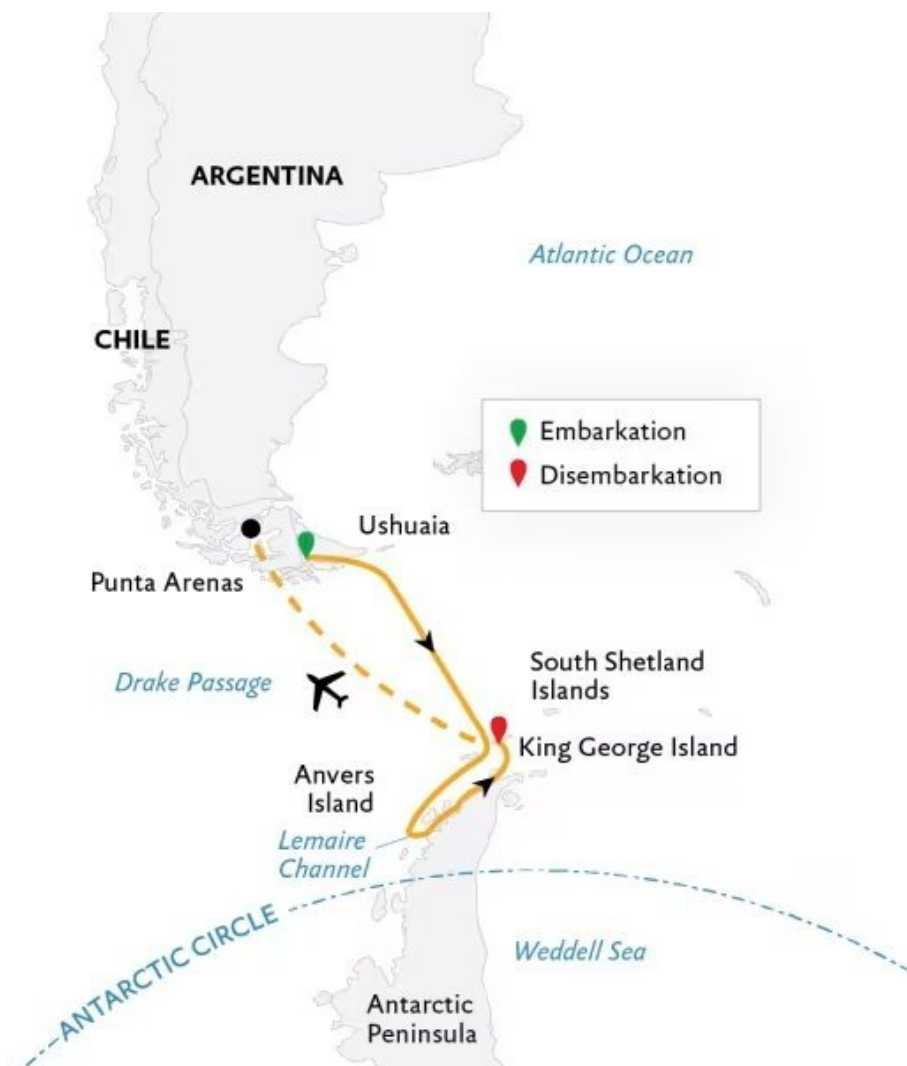 ARGENTINA
Atlantic Ocean
CHILE
Embarkation
Disembarkation
Ushuaia
Punta Arenas
South Shetland
Islands
Drake Passage
King George Island
Anvers
Island
Lemaire
Channel
ANTARCTIC CIRCLE
Weddell Sea
Antarctic
Peninsula